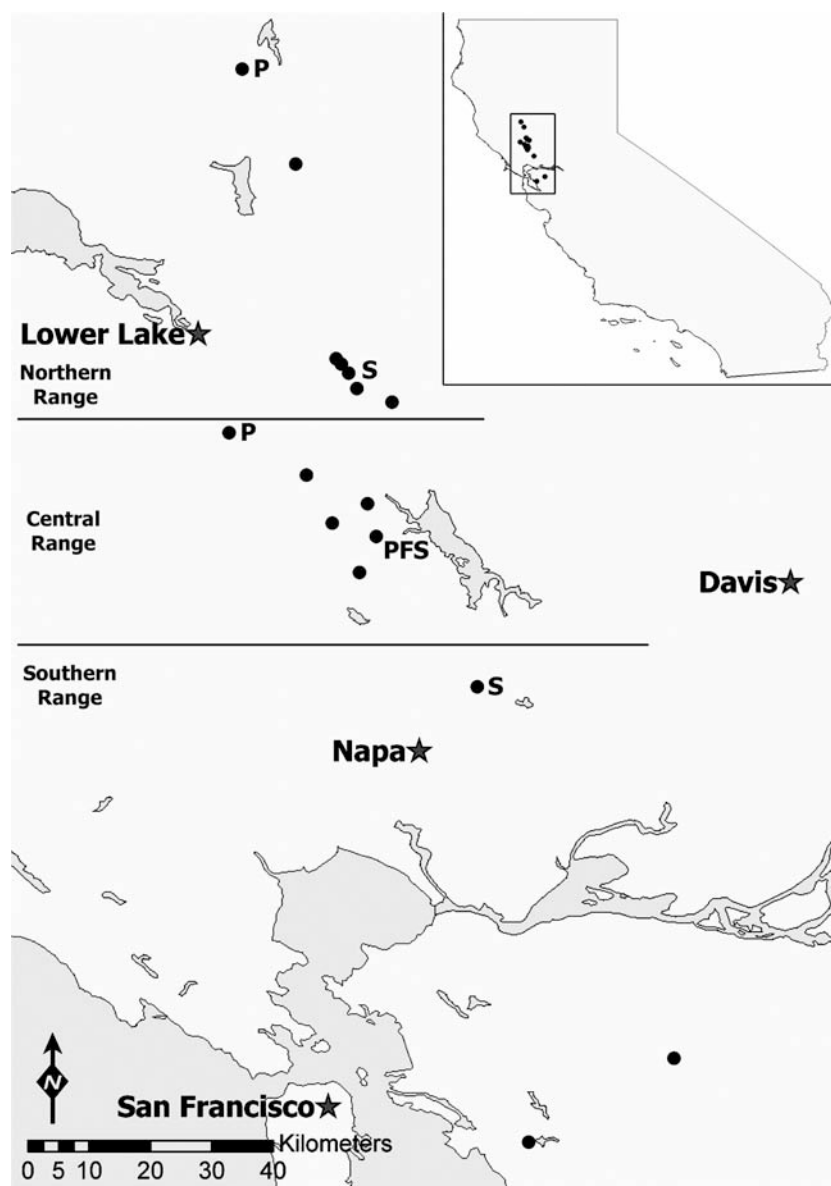 P
Lower Lake
Northern
Range
S
P
Central
Range
PFS
Davis
Southern
Range
S
Napa
N
San Francisco
Kilometers
0 5 10 20 30 40